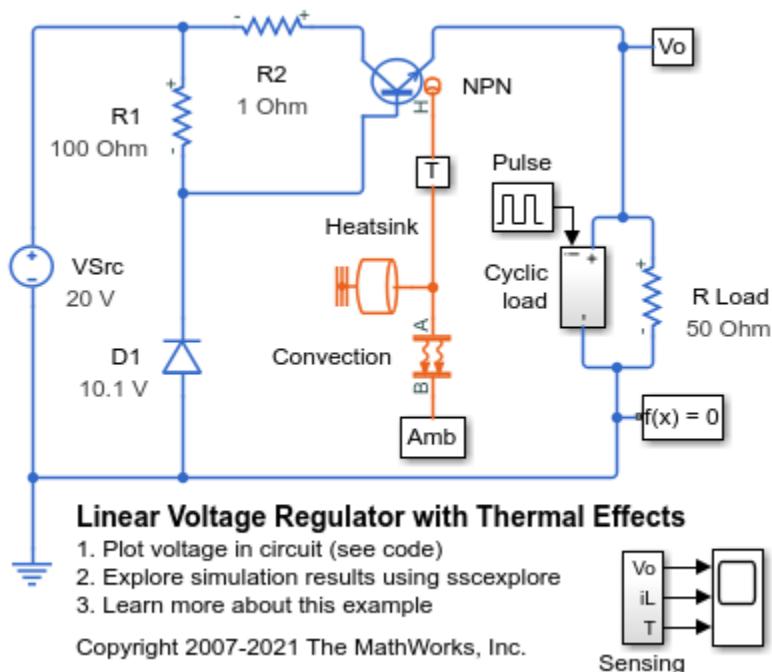 Vo
R2
1 Ohm
NPN
H
R1
100 Ohm
T
Pulse
Heatsink
VSrc
20 V
Cyclic
load
R Load
50 Ohm
A
Convection
D1
10.1 V
B
Amb
f(x) = 0
Linear Voltage Regulator with Thermal Effects
1. Plot voltage in circuit (see code)
2. Explore simulation results using sscexplore
3. Learn more about this example
Copyright 2007-2021 The MathWorks, Inc.
Vo
iL
T
Sensing